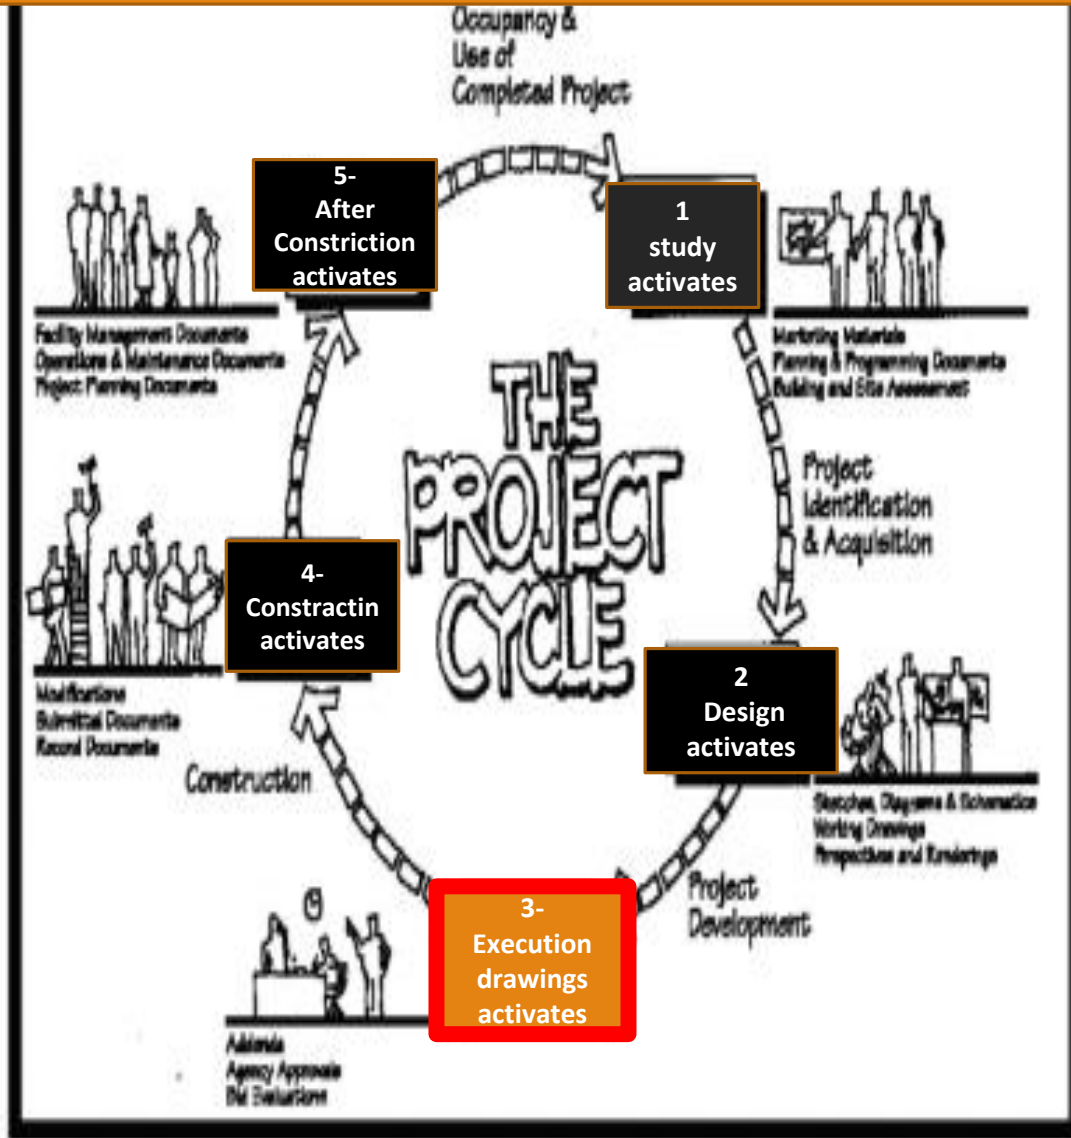 Occupancy &
Use of
Completed Project
5-
After
Constriction
activates
1
study
activates
Facility Management Documents
Operations & Maintenance Documents
Project Planning Documents
Marketing Materials
Planning & Programming Documents
Building and Site Assessment
THE
PROJECT
CYCLE
Project
Identification
& Acquisition
4-
Constractin
activates
2
Design
activates
Modifications
Submittal Documents
Record Documents
Construction
Sketches, Diagrams & Schematics
Working Drawings
Perspectives and Renderings
Project
Development
3-
Execution
drawings
activates
Addenda
Agency Approvals
Bid Evaluations